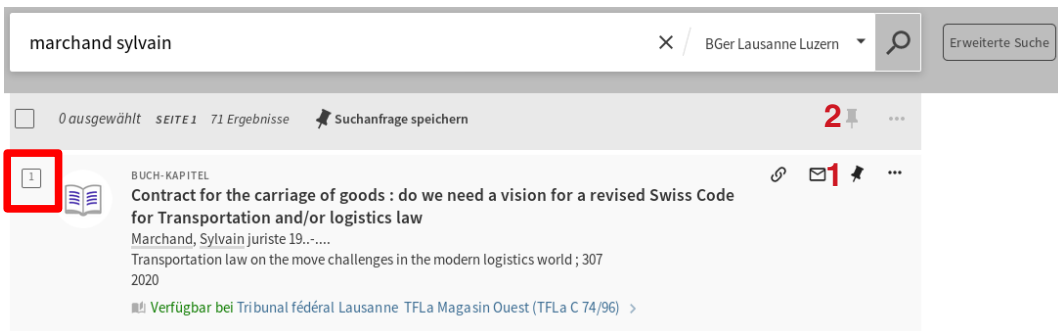 marchand sylvain
BGer Lausanne Luzern
Erweiterte Suche
0 ausgewählt SEITE 1 71 Ergebnisse Suchanfrage speichern 2
1
BUCH-KAPITEL
1
Contract for the carriage of goods : do we need a vision for a revised Swiss Code
for Transportation and/or logistics law
Marchand, Sylvain juriste 19..-....
Transportation law on the move challenges in the modern logistics world ; 307
2020
Verfügbar bei Tribunal fédéral Lausanne TFLa Magasin Ouest (TFLa C 74/96) >